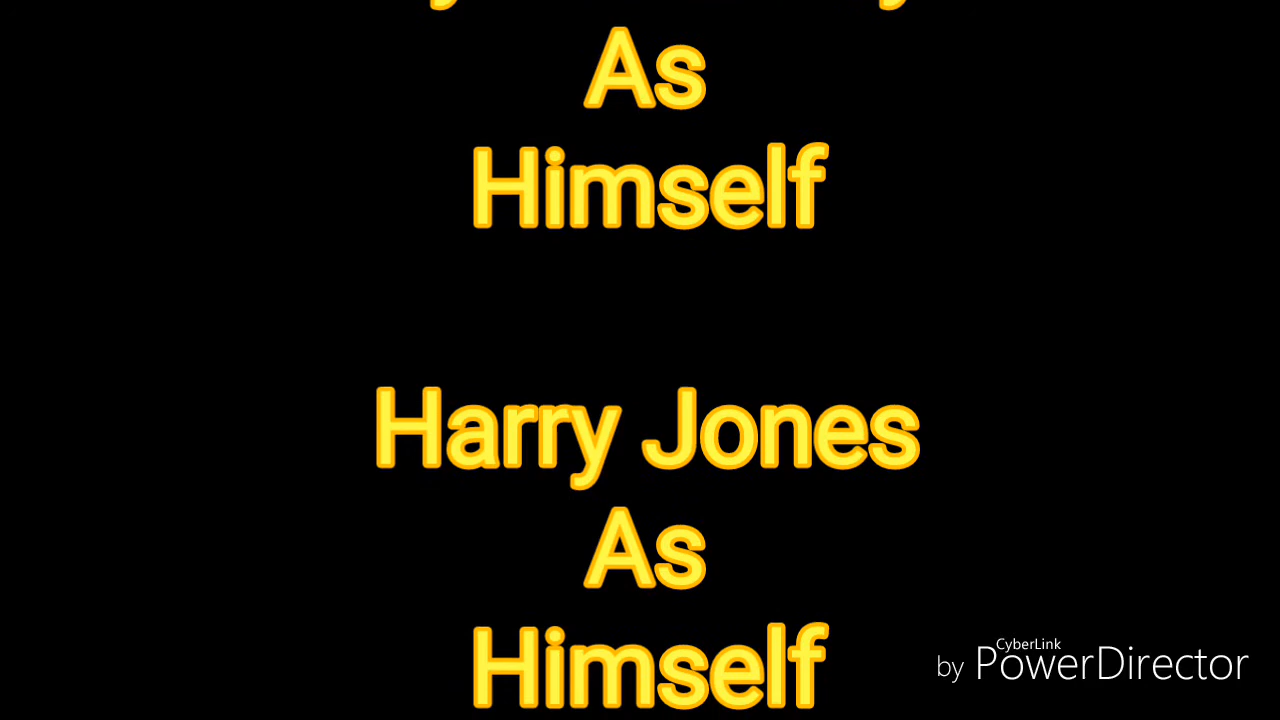 As
Himself
Harry Jones
As
Himself
CyberLink
by PowerDirector